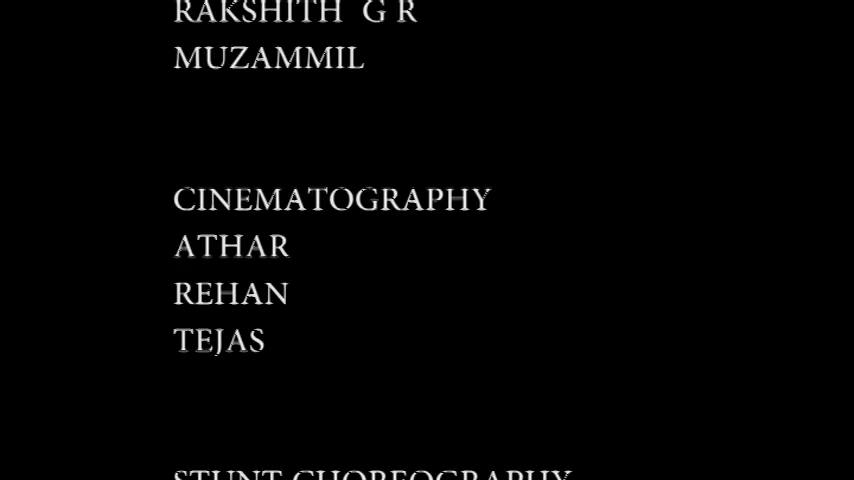 RAKSHITH G R
MUZAMMIL
CINEMATOGRAPHY
ATHAR
REHAN
TEJAS
STUNT CHOREOGRAPHY